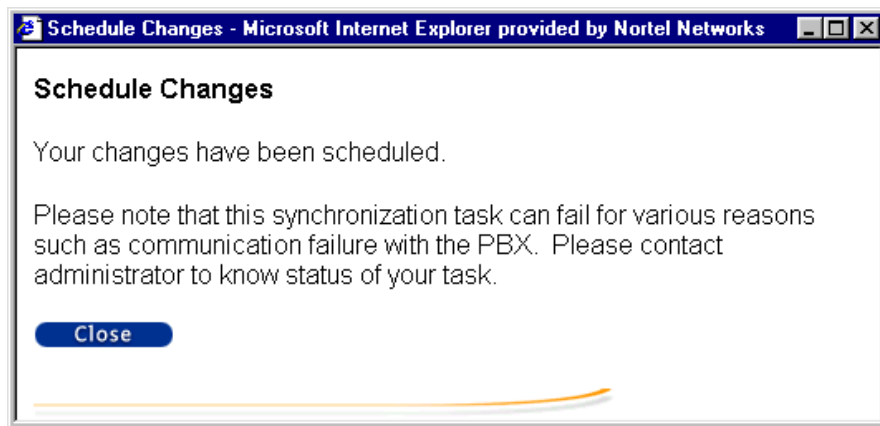 Schedule Changes - Microsoft Internet Explorer provided by Nortel Networks
Schedule Changes
Your changes have been scheduled.
Please note that this synchronization task can fail for various reasons
such as communication failure with the PBX.  Please contact
administrator to know status of your task.
Close